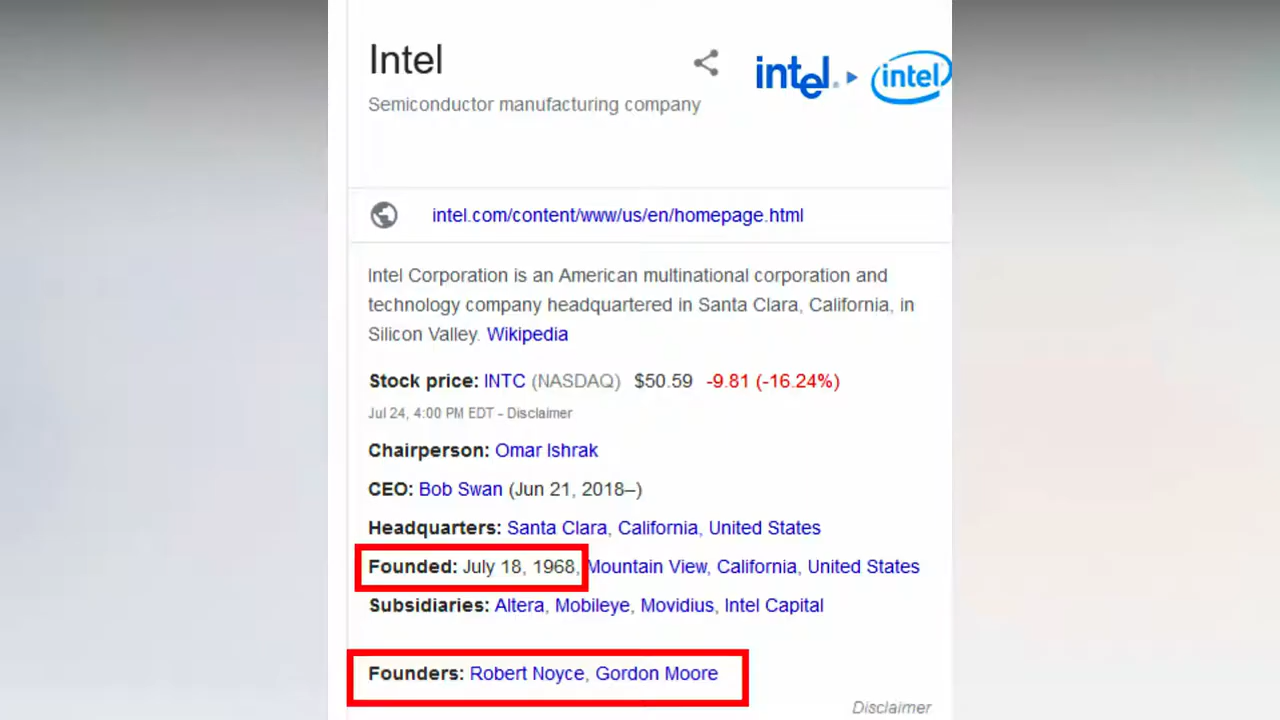 Intel
intel. intel
Semiconductor manufacturing company
intel.com/content/www/us/en/homepage.html
Intel Corporation is an American multinational corporation and
technology company headquartered in Santa Clara, California, in
Silicon Valley. Wikipedia
Stock price: INTC (NASDAQ) $50.59 -9.81 (-16.24%)
Jul 24, 4:00 PM EDT - Disclaimer
Chairperson: Omar Ishrak
CEO: Bob Swan (Jun 21, 2018–)
Headquarters: Santa Clara, California, United States
Founded: July 18, 1968, Mountain View, California, United States
Subsidiaries: Altera, Mobileye, Movidius, Intel Capital
Founders: Robert Noyce, Gordon Moore
Disclaimer